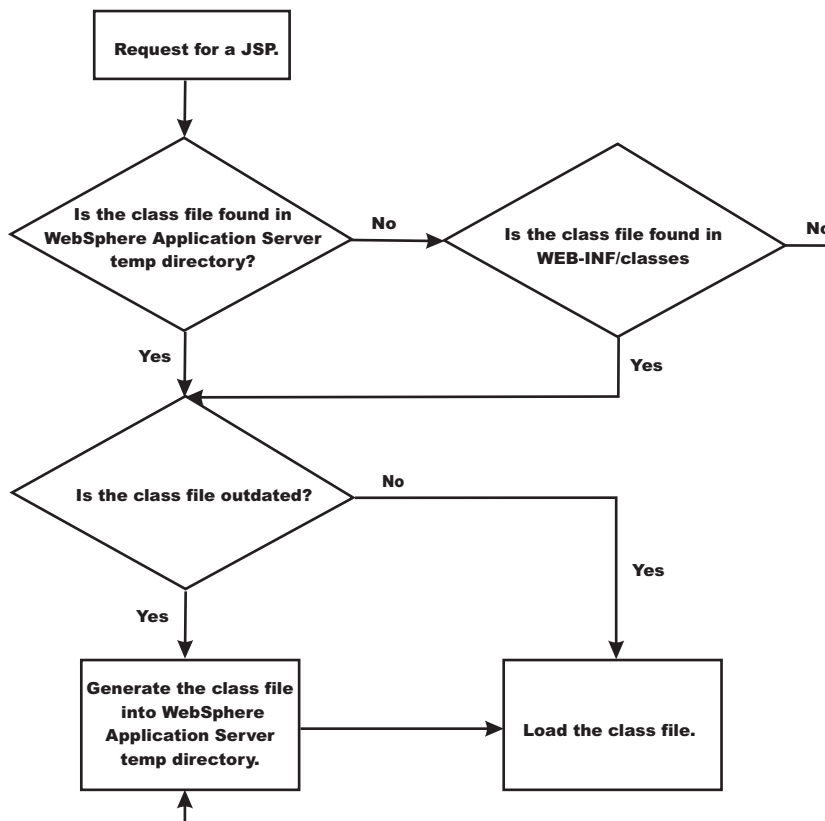 Request for a JSP.
Is the class file found in
WebSphere Application Server
temp directory?
No
Is the class file found in
WEB-INF/classes
No
Yes
Yes
Is the class file outdated?
No
Yes
Yes
Generate the class file
into WebSphere
Application Server
temp directory.
Load the class file.